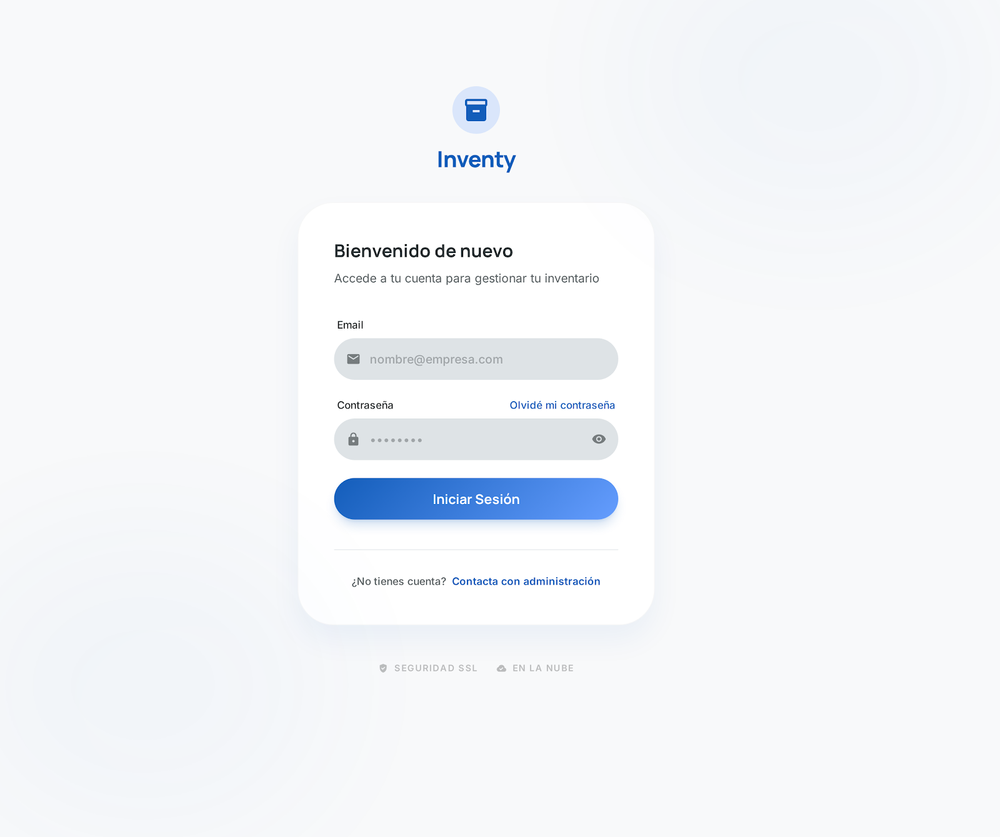 Inventy
Bienvenido de nuevo
Accede a tu cuenta para gestionar tu inventario
Email
nombre@empresa.com
Contraseña Olvidé mi contraseña
••••••••
Iniciar Sesión
¿No tienes cuenta? Contacta con administración
SEGURIDAD SSL EN LA NUBE